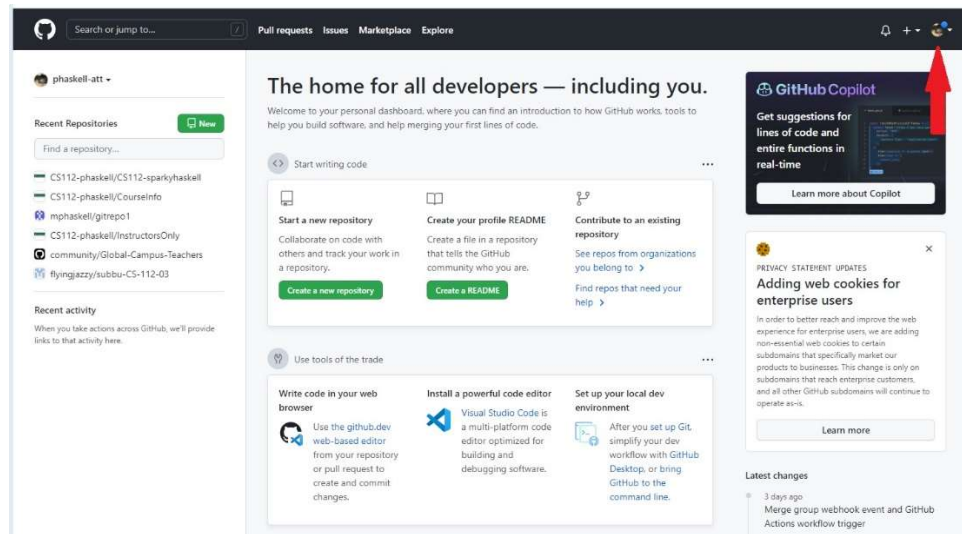 Search or jump to...
/
Pull requests Issues Marketplace Explore
phaskell-att
Recent Repositories
New
Find a repository...
CS112-phaskell/CS112-sparkyhaskell
CS112-phaskell/CourseInfo
mphaskell/gitrepo1
CS112-phaskell/InstructorsOnly
community/Global-Campus-Teachers
flyingjazzy/subbu-CS-112-03
Recent activity
When you take actions across GitHub, we'll provide
links to that activity here.
The home for all developers — including you.
Welcome to your personal dashboard, where you can find an introduction to how GitHub works, tools to
help you build software, and help merging your first lines of code.
Start writing code
Start a new repository
Collaborate on code with
others and track your work in
a repository.
Create a new repository
Create your profile README
Create a file in a repository
that tells the GitHub
community who you are.
Create a README
Contribute to an existing
repository
See repos from organizations
you belong to >
Find repos that need your
help >
Use tools of the trade
Write code in your web
browser
Use the github.dev
web-based editor
from your repository
or pull request to
create and commit
changes.
Install a powerful code editor
Visual Studio Code is
a multi-platform code
editor optimized for
building and
debugging software.
Set up your local dev
environment
After you set up Git,
simplify your dev
workflow with GitHub
Desktop, or bring
GitHub to the
command line.
GitHub Copilot
Get suggestions for
lines of code and
entire functions in
real-time
Learn more about Copilot
PRIVACY STATEMENT UPDATES
Adding web cookies for
enterprise users
In order to better reach and improve the web
experience for enterprise users, we are adding
non-essential web cookies to certain
subdomains that specifically market our
products to businesses. This change is only on
subdomains that reach enterprise customers,
and all other GitHub subdomains will continue to
operate as-is.
Learn more
Latest changes
3 days ago
Merge group webhook event and GitHub
Actions workflow trigger